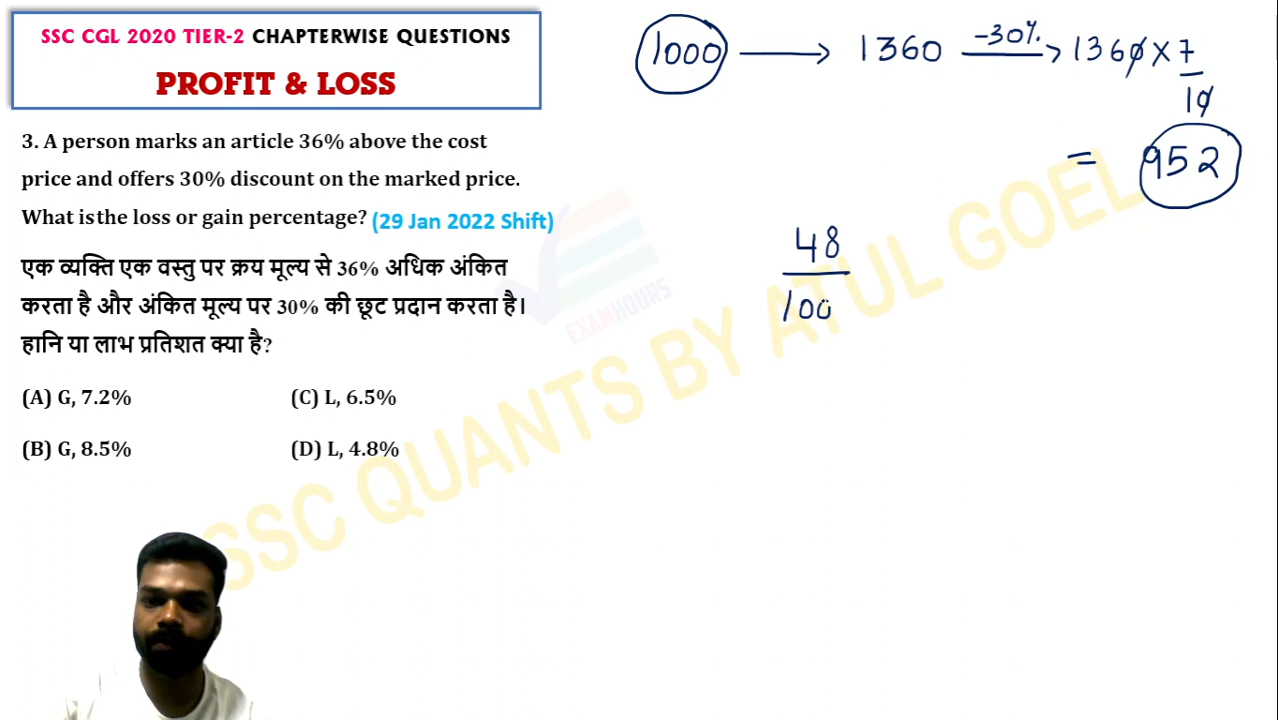 SSC CGL 2020 TIER-2 CHAPTERWISE QUESTIONS
PROFIT & LOSS
3. A person marks an article 36% above the cost
price and offers 30% discount on the marked price.
What is the loss or gain percentage? (29 Jan 2022 Shift)
एक व्यक्ति एक वस्तु पर क्रय मूल्य से 36% अधिक अंकित
करता है और अंकित मूल्य पर 30% की छूट प्रदान करता है।
हानि या लाभ प्रतिशत क्या है?
(A) G, 7.2% (C) L, 6.5%
(B) G, 8.5% (D) L, 4.8%
1000 → 1360 -30% → 1360 × 7
10
= 952
48
100
SSC QUANTS BY ATUL GOEL
EXAMHOURS